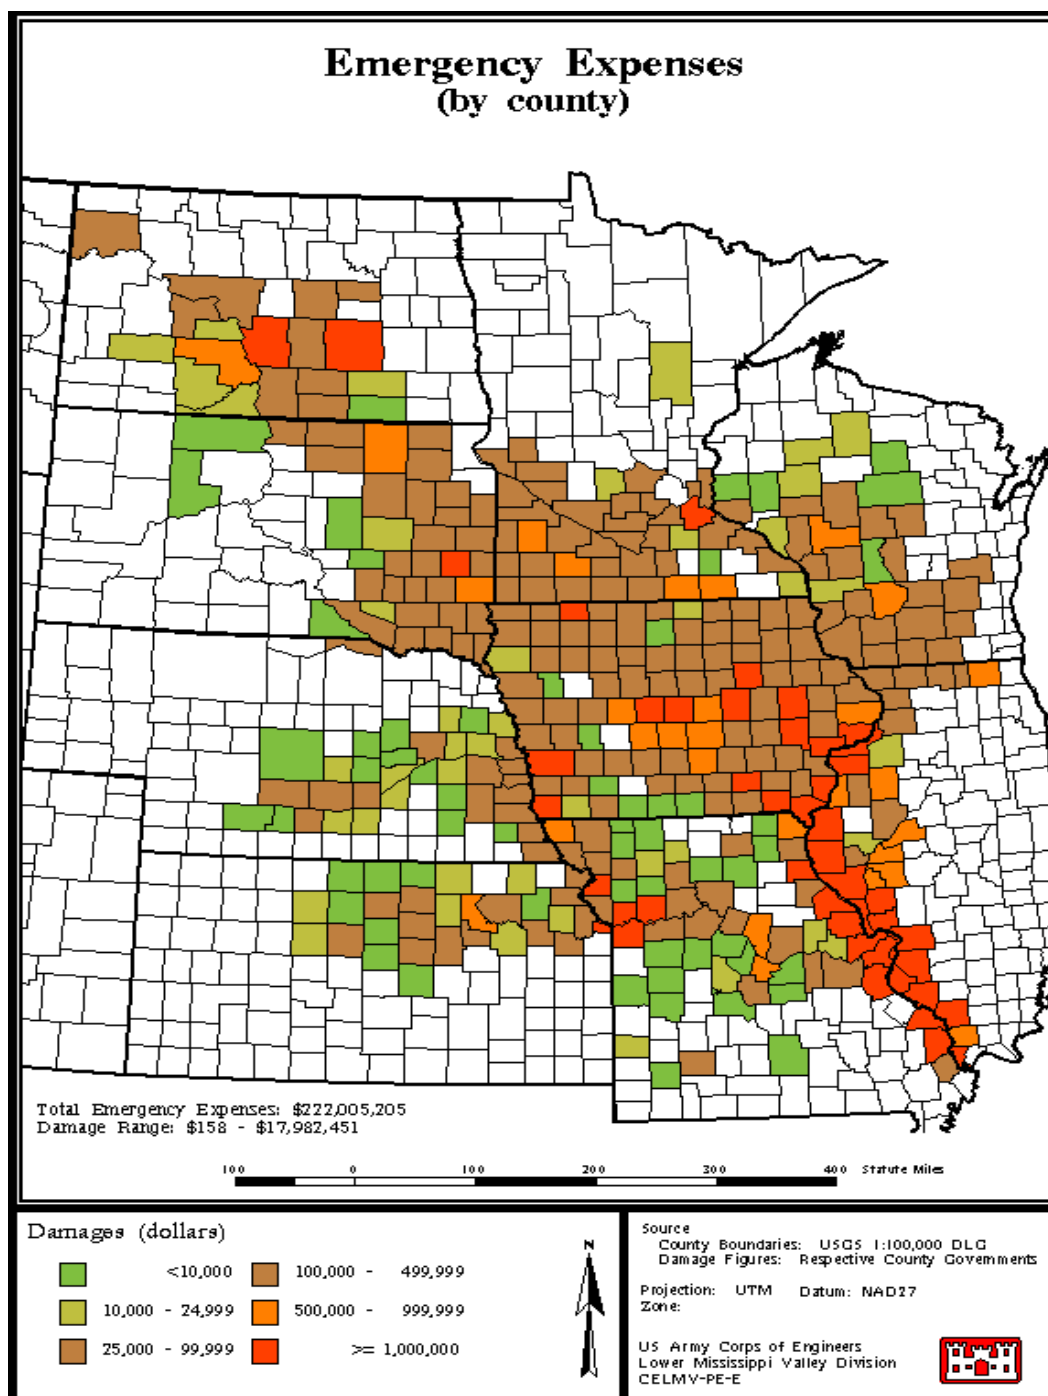 Emergency Expenses
(by county)
Total Emergency Expenses: $222,005,205
Damage Range: $158 - $17,982,451
100 0 100 200 300 400 Statute Miles
Damages (dollars)
<10,000
10,000 - 24,999
25,000 - 99,999
100,000 - 499,999
500,000 - 999,999
>= 1,000,000
N
Source
County Boundaries: USGS 1:100,000 DLG
Damage Figures: Respective County Governments
Projection: UTM Datum: NAD27
Zone:
US Army Corps of Engineers
Lower Mississippi Valley Division
CELMV-PE-E